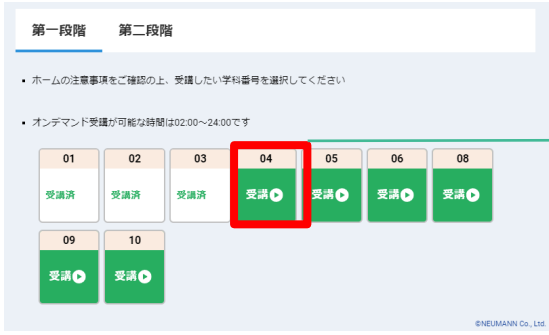 第一段階 第二段階
・ ホームの注意事項をご確認の上、受講したい学科番号を選択してください
・ オンデマンド受講が可能な時間は02:00～24:00です
01 02 03 04 05 06 08
受講済 受講済 受講済 受講 受講 受講 受講
09 10
受講 受講
©NEUMANN Co., Ltd.